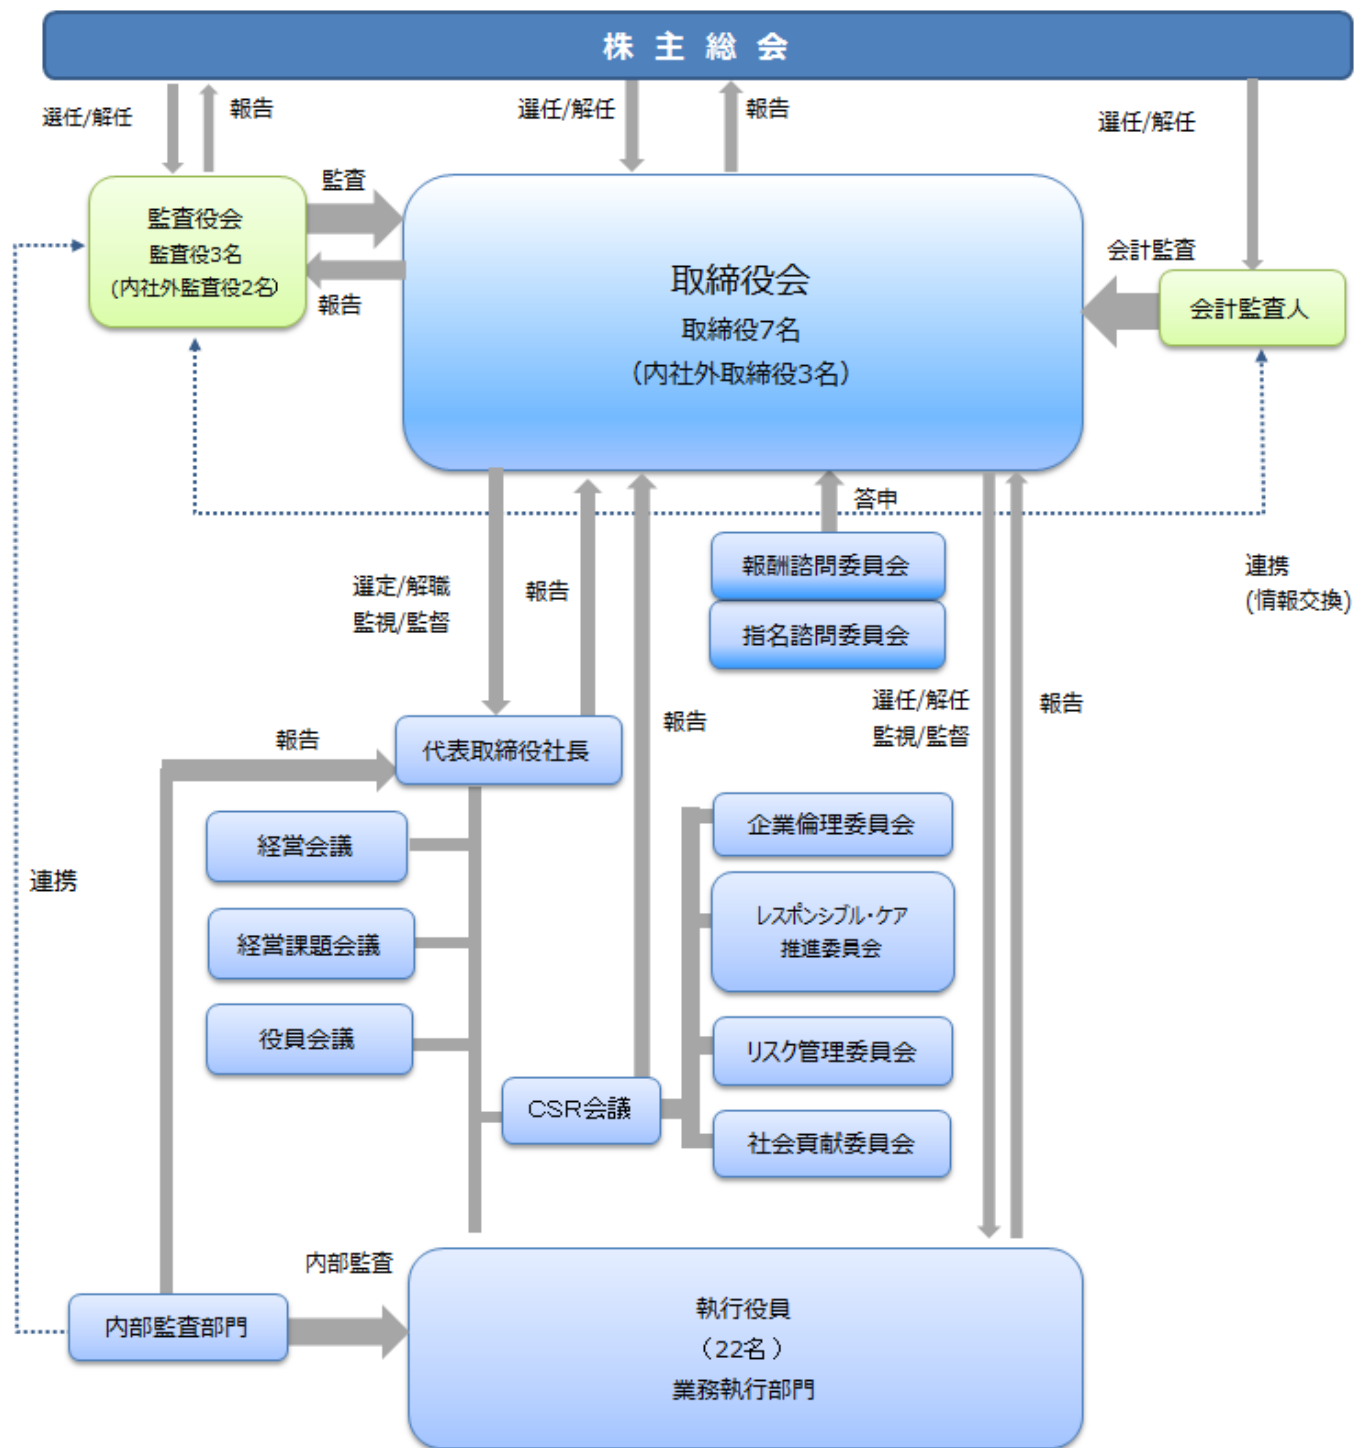 株 主 総 会
選任/解任
報告
選任/解任
報告
選任/解任
監査
監査役会
監査役3名
(内社外監査役2名)
報告
取締役会
取締役7名
（内社外取締役3名）
会計監査
会計監査人
答申
報酬諮問委員会
指名諮問委員会
連携
(情報交換)
選定/解職
監視/監督
報告
報告
選任/解任
監視/監督
報告
報告
代表取締役社長
経営会議
経営課題会議
役員会議
連携
企業倫理委員会
レスポンシブル・ケア
推進委員会
リスク管理委員会
CSR会議
社会貢献委員会
内部監査
内部監査部門
執行役員
（22名）
業務執行部門